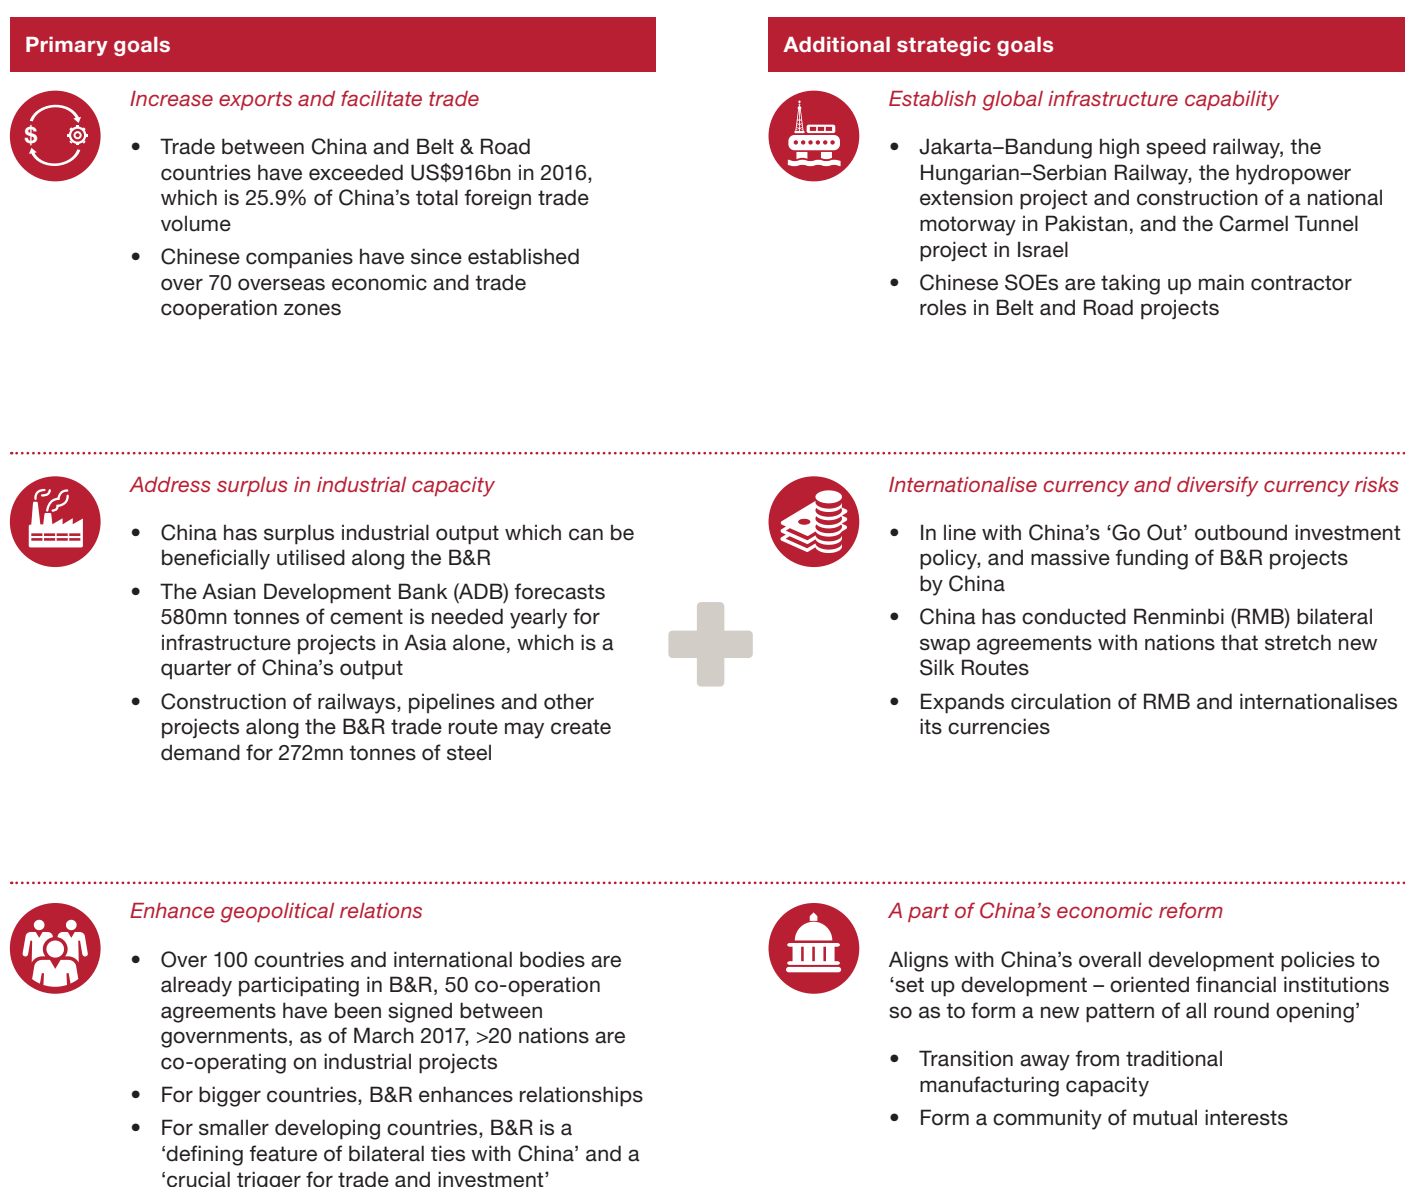 Primary goals
Increase exports and facilitate trade
• Trade between China and Belt & Road
countries have exceeded US$916bn in 2016,
which is 25.9% of China’s total foreign trade
volume
• Chinese companies have since established
over 70 overseas economic and trade
cooperation zones
Address surplus in industrial capacity
• China has surplus industrial output which can be
beneficially utilised along the B&R
• The Asian Development Bank (ADB) forecasts
580mn tonnes of cement is needed yearly for
infrastructure projects in Asia alone, which is a
quarter of China’s output
• Construction of railways, pipelines and other
projects along the B&R trade route may create
demand for 272mn tonnes of steel
Enhance geopolitical relations
• Over 100 countries and international bodies are
already participating in B&R, 50 co-operation
agreements have been signed between
governments, as of March 2017, >20 nations are
co-operating on industrial projects
• For bigger countries, B&R enhances relationships
• For smaller developing countries, B&R is a
‘defining feature of bilateral ties with China’ and a
‘crucial trigger for trade and investment’
Additional strategic goals
Establish global infrastructure capability
• Jakarta–Bandung high speed railway, the
Hungarian–Serbian Railway, the hydropower
extension project and construction of a national
motorway in Pakistan, and the Carmel Tunnel
project in Israel
• Chinese SOEs are taking up main contractor
roles in Belt and Road projects
Internationalise currency and diversify currency risks
• In line with China’s ‘Go Out’ outbound investment
policy, and massive funding of B&R projects
by China
• China has conducted Renminbi (RMB) bilateral
swap agreements with nations that stretch new
Silk Routes
• Expands circulation of RMB and internationalises
its currencies
A part of China’s economic reform
Aligns with China’s overall development policies to
‘set up development – oriented financial institutions
so as to form a new pattern of all round opening’
• Transition away from traditional
manufacturing capacity
• Form a community of mutual interests
$